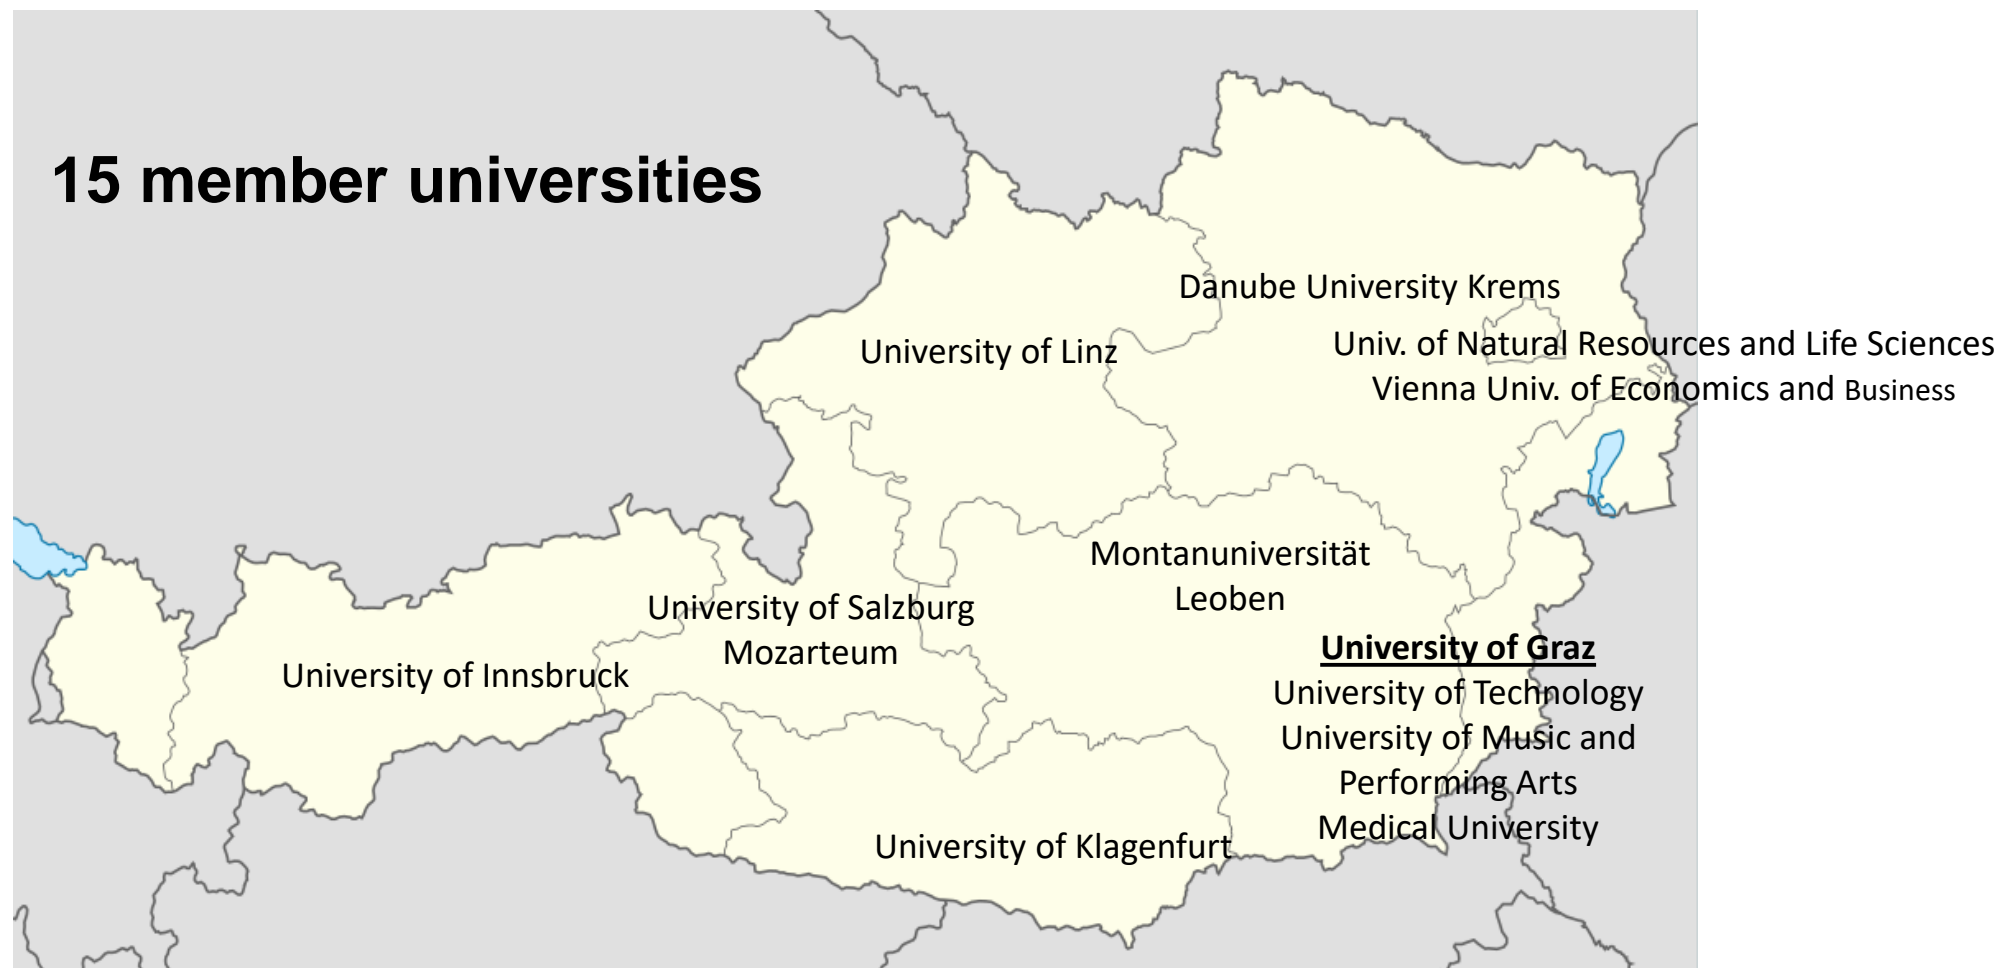 15 member universities
Danube University Krems
University of Linz
Univ. of Natural Resources and Life Sciences
Vienna Univ. of Economics and Business
Montanuniversität
Leoben
University of Salzburg
Mozarteum
University of Innsbruck
University of Graz
University of Technology
University of Music and
Performing Arts
Medical University
University of Klagenfurt